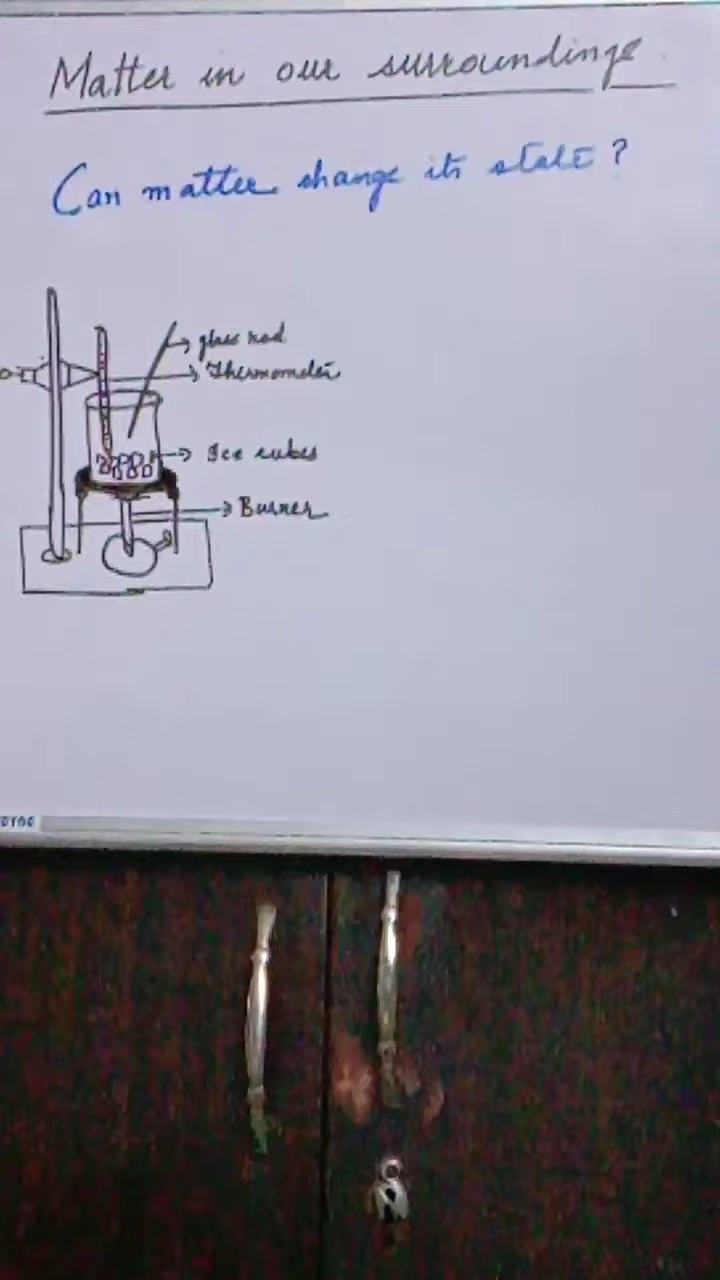 Matter in our surroundings
Can matter change its state?
glass rod
Thermometer
Ice cubes
Burner